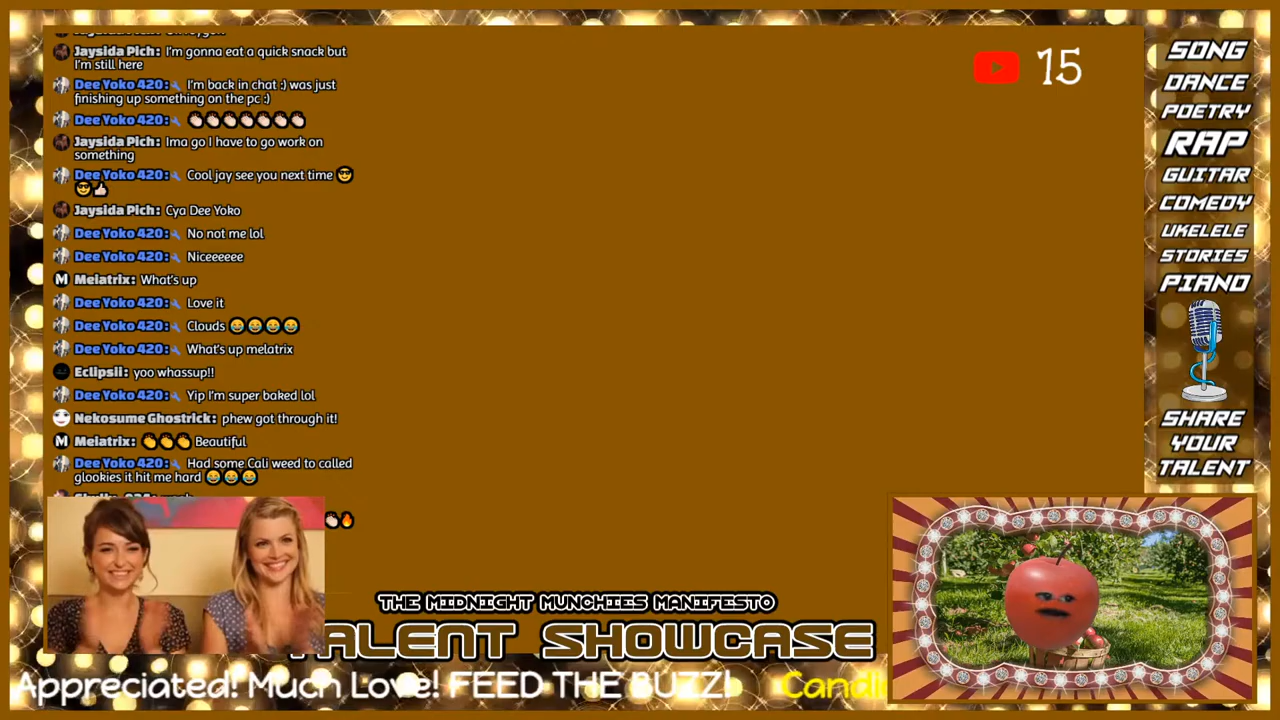 Jaysida Pich: I'm gonna eat a quick snack but
I'm still here
Dee Yoko 420: I'm back in chat :) was just
finishing up something on the pc :)
Dee Yoko 420: 👏🏻👏🏻👏🏻👏🏻👏🏻👏🏻👏🏻
Jaysida Pich: Ima go I have to go work on
something
Dee Yoko 420: Cool jay see you next time 😎
😎👍🏻
Jaysida Pich: Cya Dee Yoko
Dee Yoko 420: No not me lol
Dee Yoko 420: Niceeeeee
M Melatrix: What's up
Dee Yoko 420: Love it
Dee Yoko 420: Clouds 😂😂😂😂
Dee Yoko 420: What's up melatrix
Eclipsii: yoo whassup!!
Dee Yoko 420: Yip I'm super baked lol
Nekosume Ghostrick: phew got through it!
M Melatrix: 👏👏👏 Beautiful
Dee Yoko 420: Had some Cali weed to called
glookies it hit me hard 😂😂😂
15
SONG
DANCE
POETRY
RAP
GUITAR
COMEDY
UKELELE
STORIES
PIANO
SHARE
YOUR
TALENT
THE MIDNIGHT MUNCHIES MANIFESTO
TALENT SHOWCASE
Appreciated! Much Love! FEED THE BUZZ! Candi